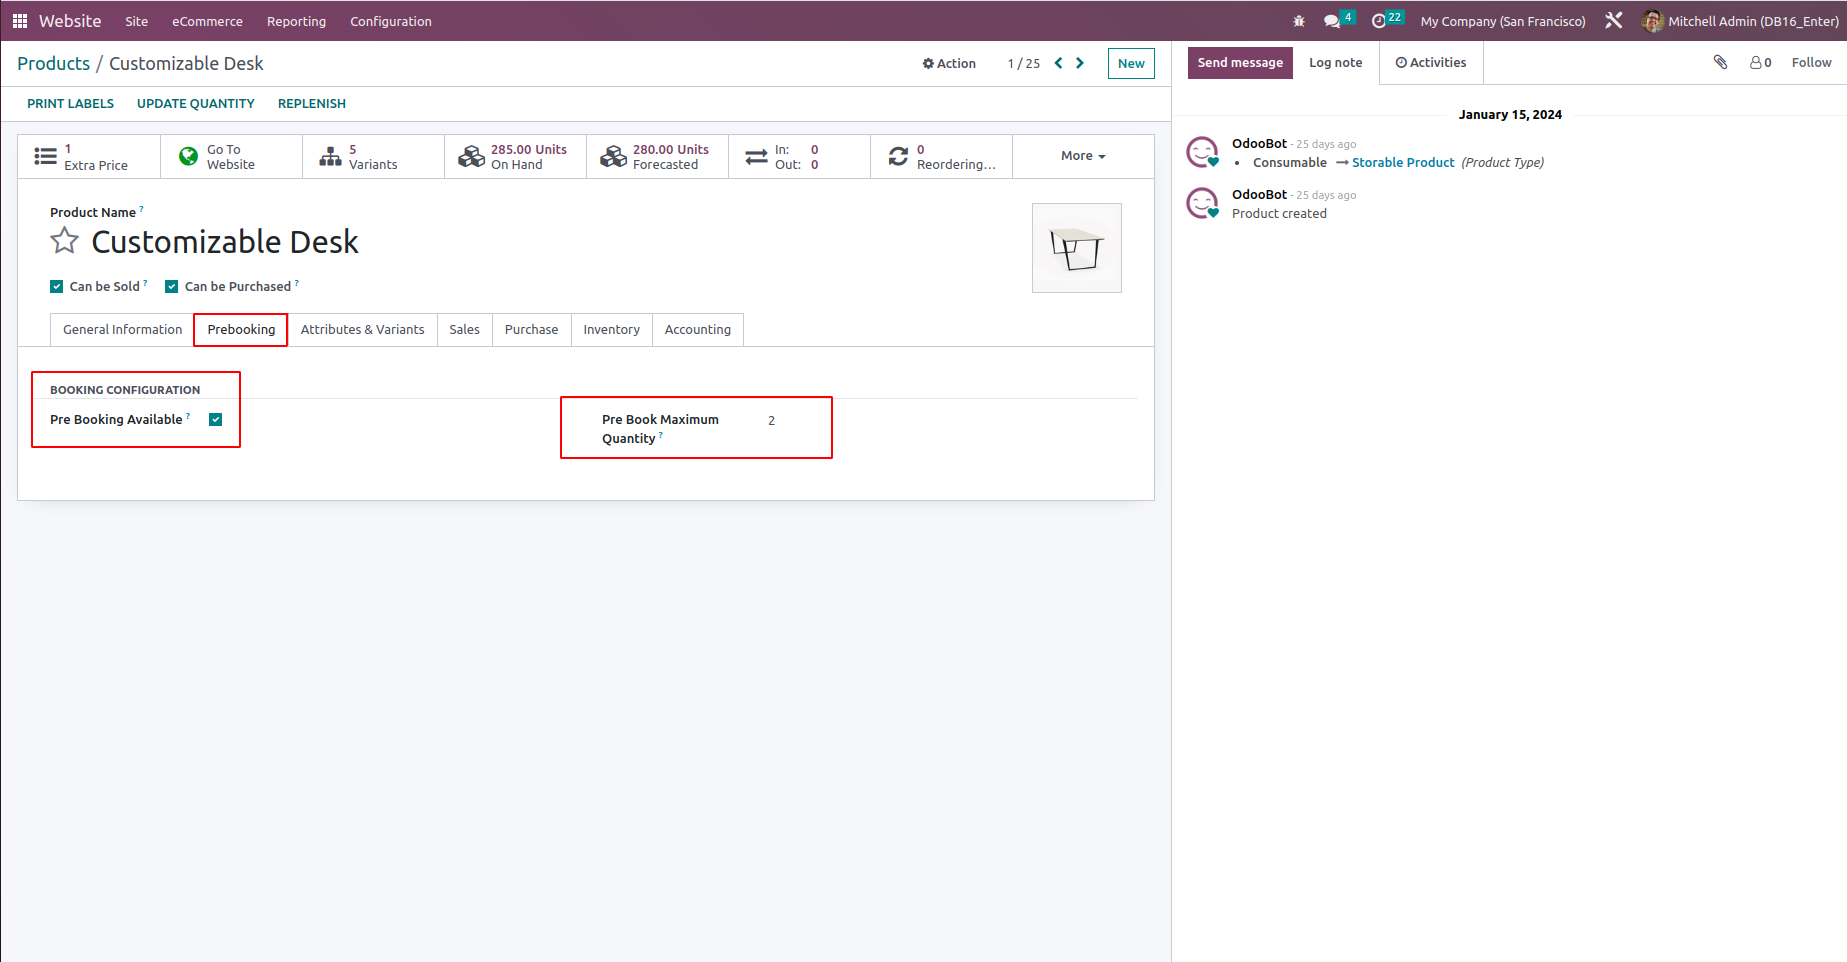 Website Site eCommerce Reporting Configuration 4 22 My Company (San Francisco) Mitchell Admin (DB16_Enter)
Products / Customizable Desk Action 1 / 25 New
PRINT LABELS UPDATE QUANTITY REPLENISH
1
Extra Price
Go To
Website
5
Variants
285.00 Units
On Hand
280.00 Units
Forecasted
In: 0
Out: 0
0
Reordering...
More
Product Name ?
Customizable Desk
Can be Sold ? Can be Purchased ?
General Information Prebooking Attributes & Variants Sales Purchase Inventory Accounting
BOOKING CONFIGURATION
Pre Booking Available ?
Pre Book Maximum 2
Quantity ?
Send message Log note Activities 0 Follow
January 15, 2024
OdooBot - 25 days ago
• Consumable → Storable Product (Product Type)
OdooBot - 25 days ago
Product created